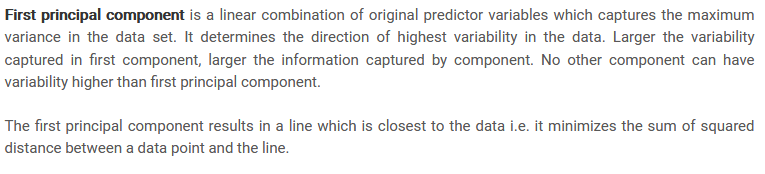 First principal component is a linear combination of original predictor variables which captures the maximum
variance in the data set. It determines the direction of highest variability in the data. Larger the variability
captured in first component, larger the information captured by component. No other component can have
variability higher than first principal component.
The first principal component results in a line which is closest to the data i.e. it minimizes the sum of squared
distance between a data point and the line.